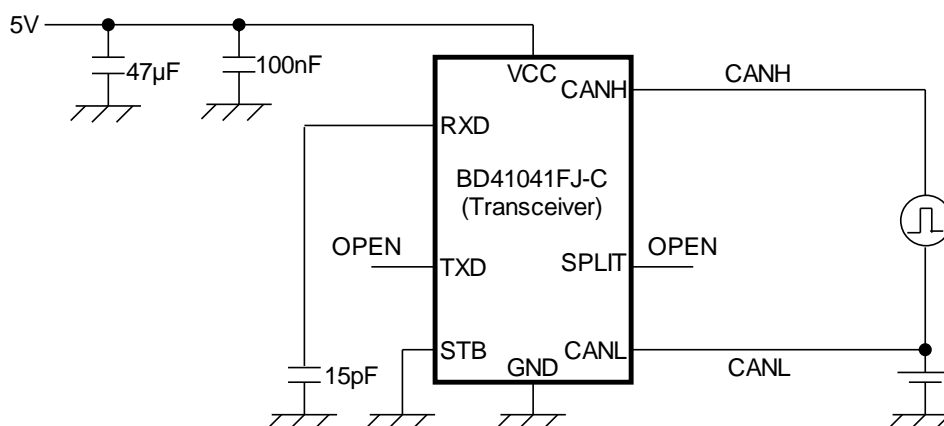 5V
47µF
100nF
VCC
CANH
CANH
RXD
BD41041FJ-C
(Transceiver)
OPEN
TXD
SPLIT
OPEN
STB
CANL
CANL
GND
15pF